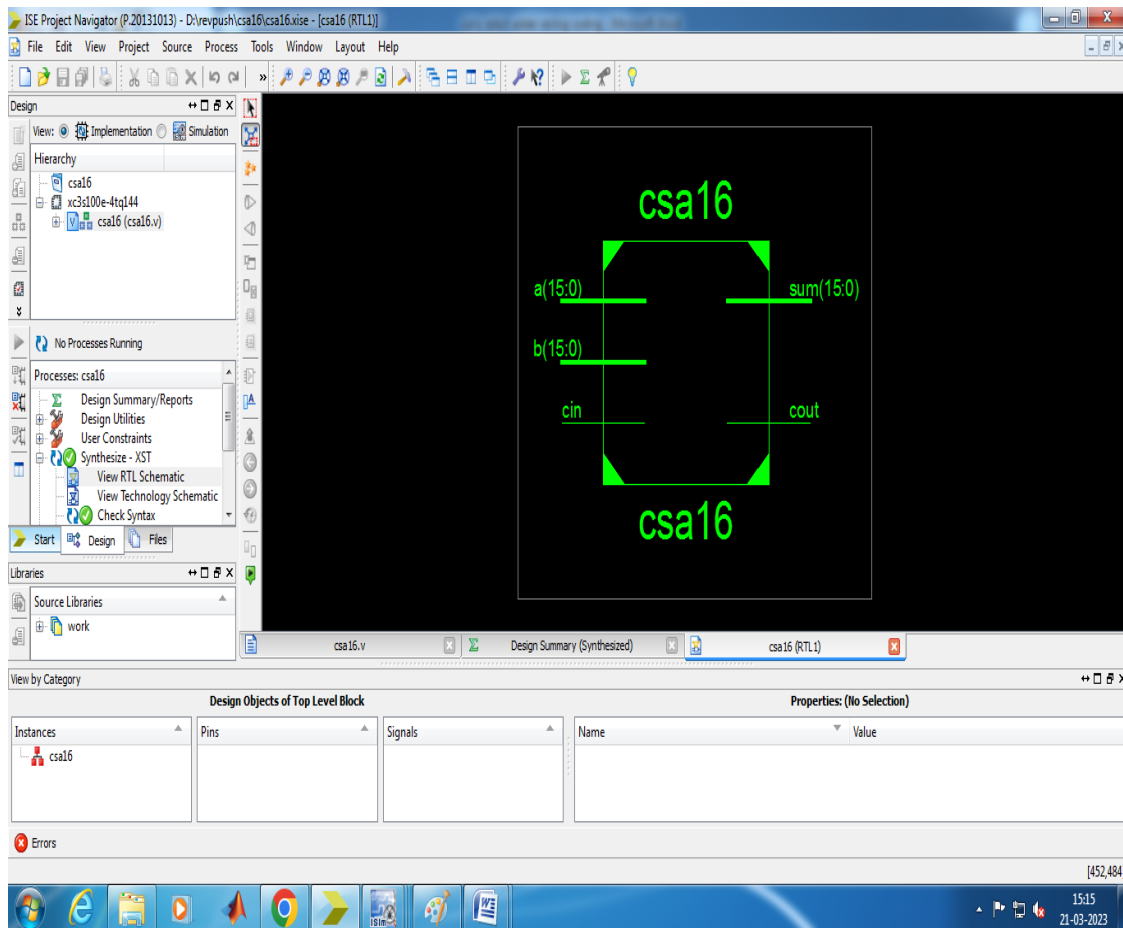 ISE Project Navigator (P.20131013) - D:\revpush\csa16\csa16.xise - [csa16 (RTL1)]
File Edit View Project Source Process Tools Window Layout Help
Design
View: Implementation Simulation
Hierarchy
csa16
xc3s100e-4tq144
csa16 (csa16.v)
No Processes Running
Processes: csa16
Design Summary/Reports
Design Utilities
User Constraints
Synthesize - XST
View RTL Schematic
View Technology Schematic
Check Syntax
Start Design Files
Libraries
Source Libraries
work
csa16
a(15:0) sum(15:0)
b(15:0)
cin cout
csa16
csa16.v Design Summary (Synthesized) csa16 (RTL1)
View by Category
Design Objects of Top Level Block Properties: (No Selection)
Instances Pins Signals Name Value
csa16
Errors
[452,484
ISim
15:15
21-03-2023